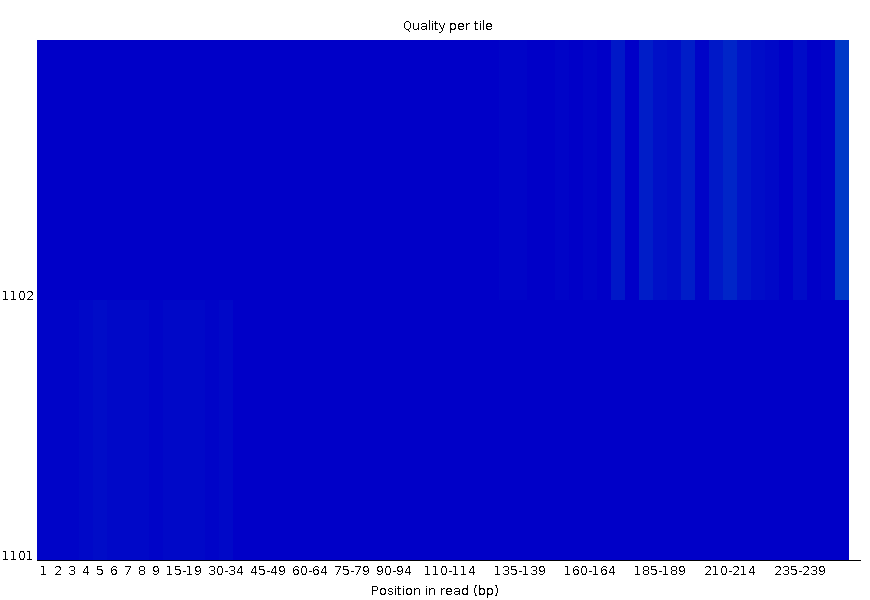 Quality per tile
1102
1101
1 2 3 4 5 6 7 8 9 15-19 30-34 45-49 60-64 75-79 90-94 110-114 135-139 160-164 185-189 210-214 235-239
Position in read (bp)